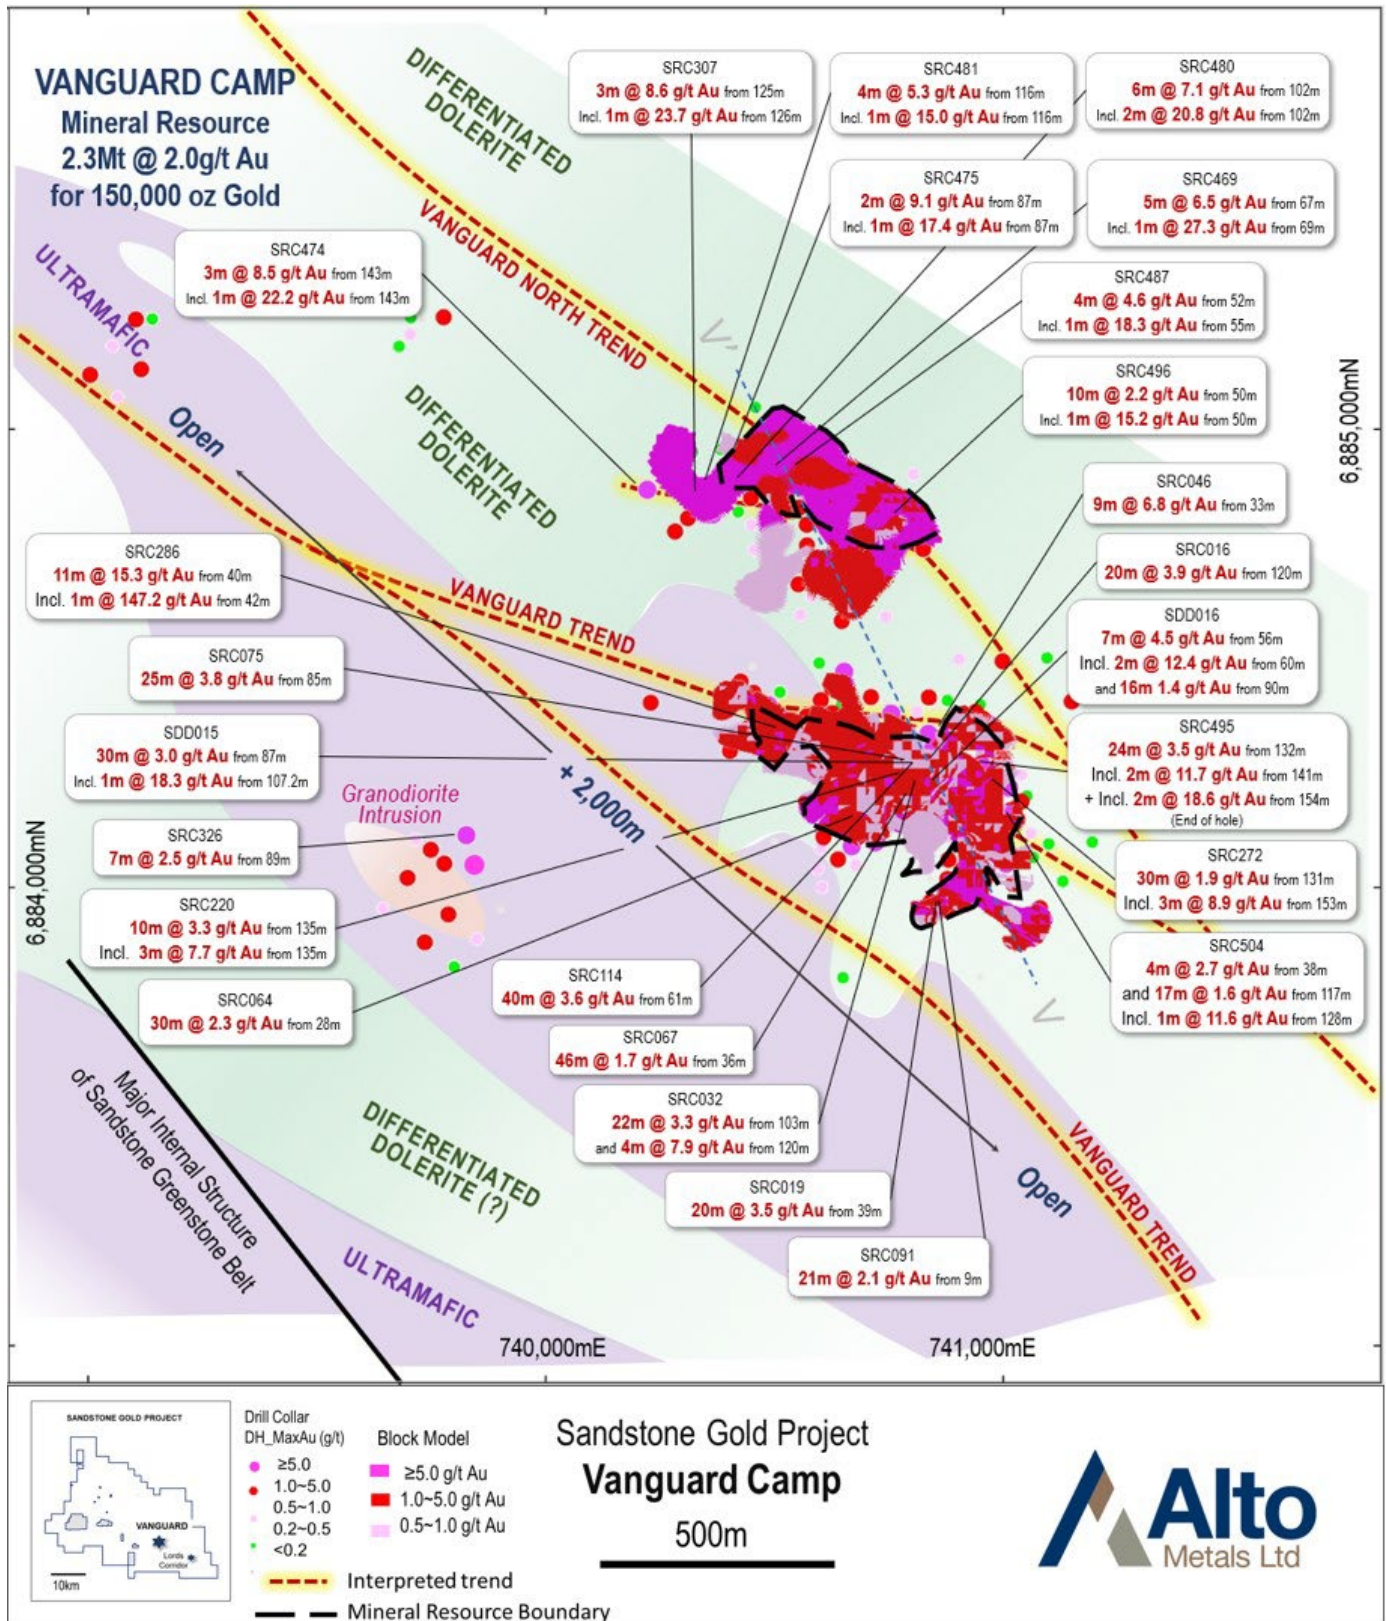 VANGUARD CAMP
Mineral Resource
2.3Mt @ 2.0g/t Au
for 150,000 oz Gold
DIFFERENTIATED
DOLERITE
SRC307
3m @ 8.6 g/t Au from 125m
Incl. 1m @ 23.7 g/t Au from 126m
SRC481
4m @ 5.3 g/t Au from 116m
Incl. 1m @ 15.0 g/t Au from 116m
SRC480
6m @ 7.1 g/t Au from 102m
Incl. 2m @ 20.8 g/t Au from 102m
SRC475
2m @ 9.1 g/t Au from 87m
Incl. 1m @ 17.4 g/t Au from 87m
SRC469
5m @ 6.5 g/t Au from 67m
Incl. 1m @ 27.3 g/t Au from 69m
SRC474
3m @ 8.5 g/t Au from 143m
Incl. 1m @ 22.2 g/t Au from 143m
ULTRAMAFIC
VANGUARD NORTH TREND
V'
SRC487
4m @ 4.6 g/t Au from 52m
Incl. 1m @ 18.3 g/t Au from 55m
SRC496
10m @ 2.2 g/t Au from 50m
Incl. 1m @ 15.2 g/t Au from 50m
6,885,000mN
Open
DIFFERENTIATED
DOLERITE
SRC046
9m @ 6.8 g/t Au from 33m
SRC016
20m @ 3.9 g/t Au from 120m
SRC286
11m @ 15.3 g/t Au from 40m
Incl. 1m @ 147.2 g/t Au from 42m
VANGUARD TREND
SDD016
7m @ 4.5 g/t Au from 56m
Incl. 2m @ 12.4 g/t Au from 60m
and 16m 1.4 g/t Au from 90m
SRC075
25m @ 3.8 g/t Au from 85m
SDD015
30m @ 3.0 g/t Au from 87m
Incl. 1m @ 18.3 g/t Au from 107.2m
SRC495
24m @ 3.5 g/t Au from 132m
Incl. 2m @ 11.7 g/t Au from 141m
+ Incl. 2m @ 18.6 g/t Au from 154m
(End of hole)
+ 2,000m
Granodiorite
Intrusion
SRC326
7m @ 2.5 g/t Au from 89m
6,884,000mN
SRC272
30m @ 1.9 g/t Au from 131m
Incl. 3m @ 8.9 g/t Au from 153m
SRC220
10m @ 3.3 g/t Au from 135m
Incl. 3m @ 7.7 g/t Au from 135m
SRC504
4m @ 2.7 g/t Au from 38m
and 17m @ 1.6 g/t Au from 117m
Incl. 1m @ 11.6 g/t Au from 128m
SRC114
40m @ 3.6 g/t Au from 61m
SRC064
30m @ 2.3 g/t Au from 28m
V
SRC067
46m @ 1.7 g/t Au from 36m
SRC032
22m @ 3.3 g/t Au from 103m
and 4m @ 7.9 g/t Au from 120m
Major Internal Structure
of Sandstone Greenstone Belt
DIFFERENTIATED
DOLERITE (?)
SRC019
20m @ 3.5 g/t Au from 39m
Open
VANGUARD TREND
SRC091
21m @ 2.1 g/t Au from 9m
ULTRAMAFIC
740,000mE
741,000mE
SANDSTONE GOLD PROJECT
VANGUARD
Lords
Corridor
10km
Drill Collar
DH_MaxAu (g/t)
≥5.0
1.0~5.0
0.5~1.0
0.2~0.5
<0.2
Block Model
≥5.0 g/t Au
1.0~5.0 g/t Au
0.5~1.0 g/t Au
Interpreted trend
Mineral Resource Boundary
Sandstone Gold Project
Vanguard Camp
500m
Alto
Metals Ltd